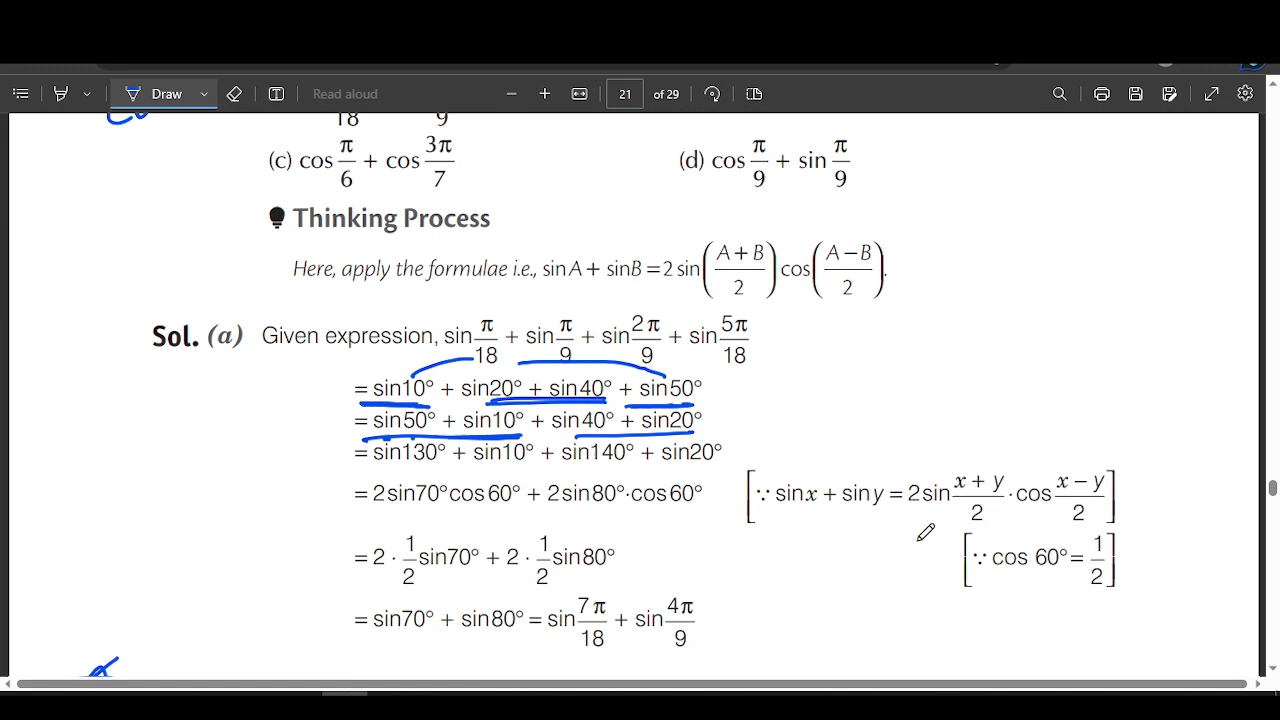 Draw
Read aloud
21 of 29
18 9
(c) cos π/6 + cos 3π/7 (d) cos π/9 + sin π/9
Thinking Process
Here, apply the formulae i.e., sin A + sin B = 2 sin ((A + B)/2) cos ((A − B)/2).
Sol. (a) Given expression, sin π/18 + sin π/9 + sin 2π/9 + sin 5π/18
= sin10° + sin20° + sin40° + sin50°
= sin50° + sin10° + sin40° + sin20°
= sin130° + sin10° + sin140° + sin20°
= 2sin70°cos60° + 2sin80°·cos60° [∵ sin x + sin y = 2sin (x + y)/2 · cos (x − y)/2]
= 2 · 1/2 sin70° + 2 · 1/2 sin80° [∵ cos 60° = 1/2]
= sin70° + sin80° = sin 7π/18 + sin 4π/9